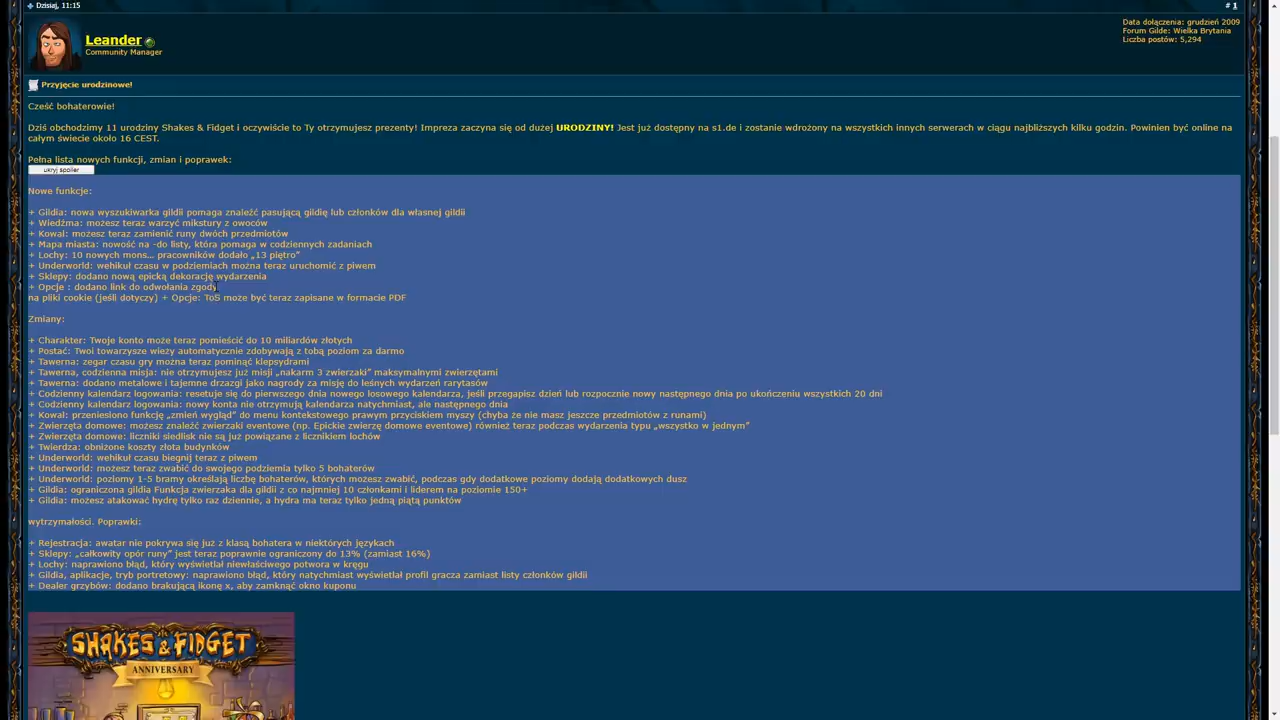 Dzisiaj, 11:15
# 1
Leander
Community Manager
Data dołączenia: grudzień 2009
Forum Gilde: Wielka Brytania
Liczba postów: 5,294
Przyjęcie urodzinowe!
Cześć bohaterowie!
Dziś obchodzimy 11 urodziny Shakes & Fidget i oczywiście to Ty otrzymujesz prezenty! Impreza zaczyna się od dużej URODZINY! Jest już dostępny na s1.de i zostanie wdrożony na wszystkich innych serwerach w ciągu najbliższych kilku godzin. Powinien być online na
całym świecie około 16 CEST.
Pełna lista nowych funkcji, zmian i poprawek:
ukryj spoiler
Nowe funkcje:
+ Gildia: nowa wyszukiwarka gildii pomaga znaleźć pasującą gildię lub członków dla własnej gildii
+ Wiedźma: możesz teraz warzyć mikstury z owoców
+ Kowal: możesz teraz zamienić runy dwóch przedmiotów
+ Mapa miasta: nowość na -do listy, która pomaga w codziennych zadaniach
+ Lochy: 10 nowych mons... pracowników dodało „13 piętro”
+ Underworld: wehikuł czasu w podziemiach można teraz uruchomić z piwem
+ Sklepy: dodano nową epicką dekorację wydarzenia
+ Opcje : dodano link do odwołania zgody
na pliki cookie (jeśli dotyczy) + Opcje: ToS może być teraz zapisane w formacie PDF
Zmiany:
+ Charakter: Twoje konto może teraz pomieścić do 10 miliardów złotych
+ Postać: Twoi towarzysze wieży automatycznie zdobywają z tobą poziom za darmo
+ Tawerna: zegar czasu gry można teraz pominąć klepsydrami
+ Tawerna, codzienna misja: nie otrzymujesz już misji „nakarm 3 zwierzaki” maksymalnymi zwierzętami
+ Tawerna: dodano metalowe i tajemne drzazgi jako nagrody za misję do leśnych wydarzeń rarytasów
+ Codzienny kalendarz logowania: resetuje się do pierwszego dnia nowego losowego kalendarza, jeśli przegapisz dzień lub rozpocznie nowy następnego dnia po ukończeniu wszystkich 20 dni
+ Codzienny kalendarz logowania: nowy konta nie otrzymują kalendarza natychmiast, ale następnego dnia
+ Kowal: przeniesiono funkcję „zmień wygląd” do menu kontekstowego prawym przyciskiem myszy (chyba że nie masz jeszcze przedmiotów z runami)
+ Zwierzęta domowe: możesz znaleźć zwierzaki eventowe (np. Epickie zwierzę domowe eventowe) również teraz podczas wydarzenia typu „wszystko w jednym”
+ Zwierzęta domowe: liczniki siedlisk nie są już powiązane z licznikiem lochów
+ Twierdza: obniżone koszty złota budynków
+ Underworld: wehikuł czasu biegnij teraz z piwem
+ Underworld: możesz teraz zwabić do swojego podziemia tylko 5 bohaterów
+ Underworld: poziomy 1-5 bramy określają liczbę bohaterów, których możesz zwabić, podczas gdy dodatkowe poziomy dodają dodatkowych dusz
+ Gildia: ograniczona gildia Funkcja zwierzaka dla gildii z co najmniej 10 członkami i liderem na poziomie 150+
+ Gildia: możesz atakować hydrę tylko raz dziennie, a hydra ma teraz tylko jedną piątą punktów
wytrzymałości. Poprawki:
+ Rejestracja: awatar nie pokrywa się już z klasą bohatera w niektórych językach
+ Sklepy: „całkowity opór runy” jest teraz poprawnie ograniczony do 13% (zamiast 16%)
+ Lochy: naprawiono błąd, który wyświetlał niewłaściwego potwora w kręgu
+ Gildia, aplikacje, tryb portretowy: naprawiono błąd, który natychmiast wyświetlał profil gracza zamiast listy członków gildii
+ Dealer grzybów: dodano brakującą ikonę x, aby zamknąć okno kuponu
SHAKES & FIDGET
ANNIVERSARY